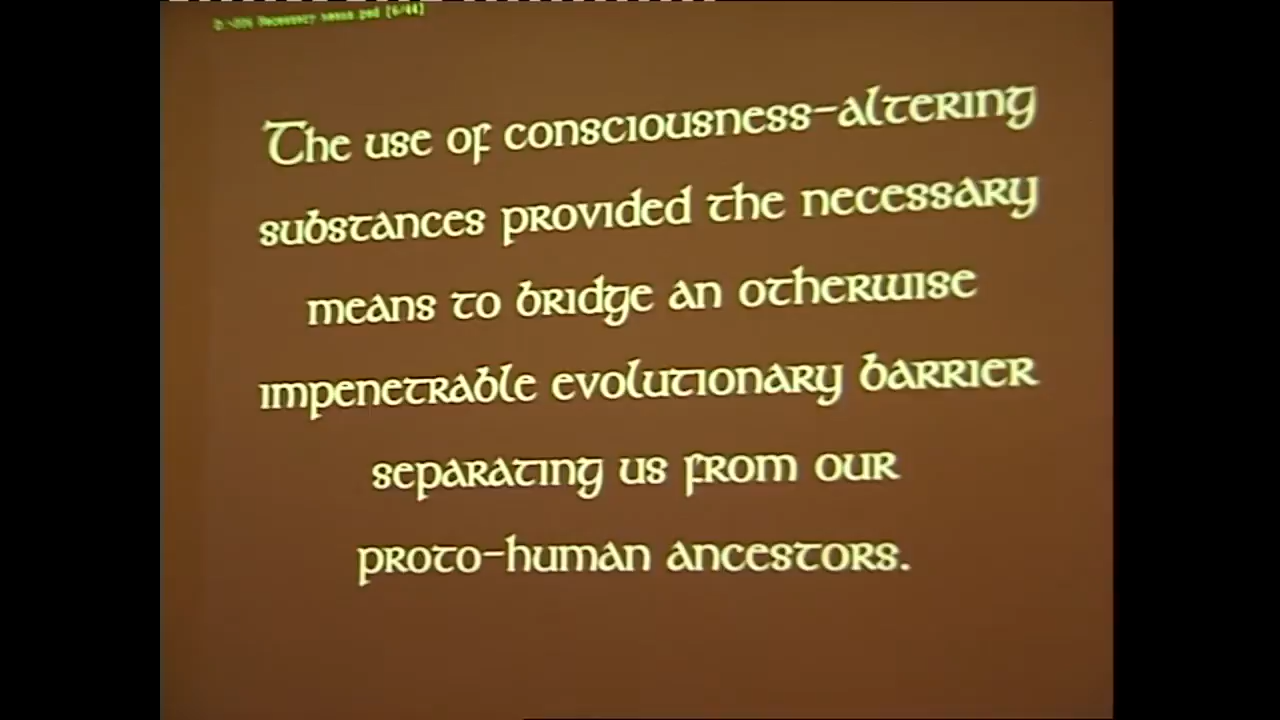 The use of consciousness-altering
substances provided the necessary
means to bridge an otherwise
impenetrable evolutionary barrier
separating us from our
proto-human ancestors.